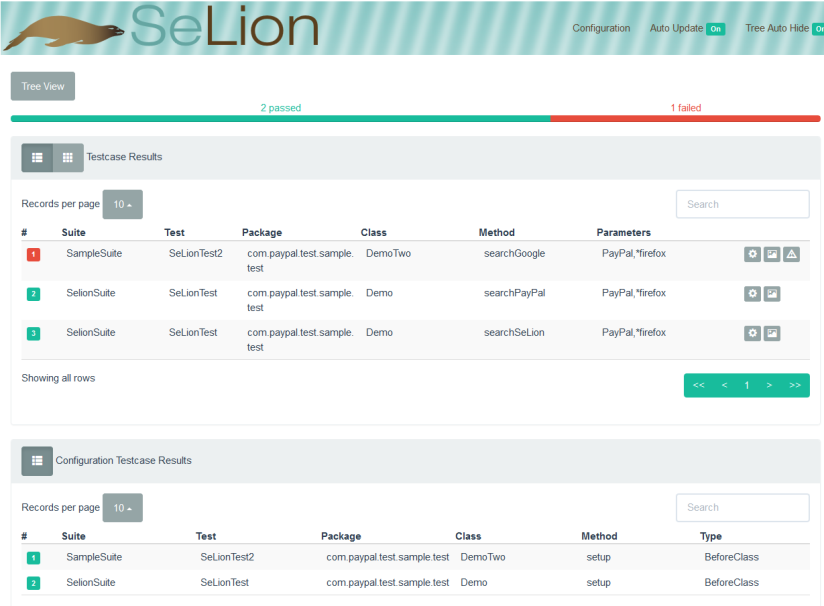 SeLion
Configuration Auto Update On Tree Auto Hide On
Tree View
2 passed 1 failed
Testcase Results
Records per page 10 Search
# Suite Test Package Class Method Parameters
1 SampleSuite SeLionTest2 com.paypal.test.sample. DemoTwo searchGoogle PayPal,*firefox
test
2 SelionSuite SeLionTest com.paypal.test.sample. Demo searchPayPal PayPal,*firefox
test
3 SelionSuite SeLionTest com.paypal.test.sample. Demo searchSeLion PayPal,*firefox
test
Showing all rows
<< < 1 > >>
Configuration Testcase Results
Records per page 10 Search
# Suite Test Package Class Method Type
1 SampleSuite SeLionTest2 com.paypal.test.sample.test DemoTwo setup BeforeClass
2 SelionSuite SeLionTest com.paypal.test.sample.test Demo setup BeforeClass